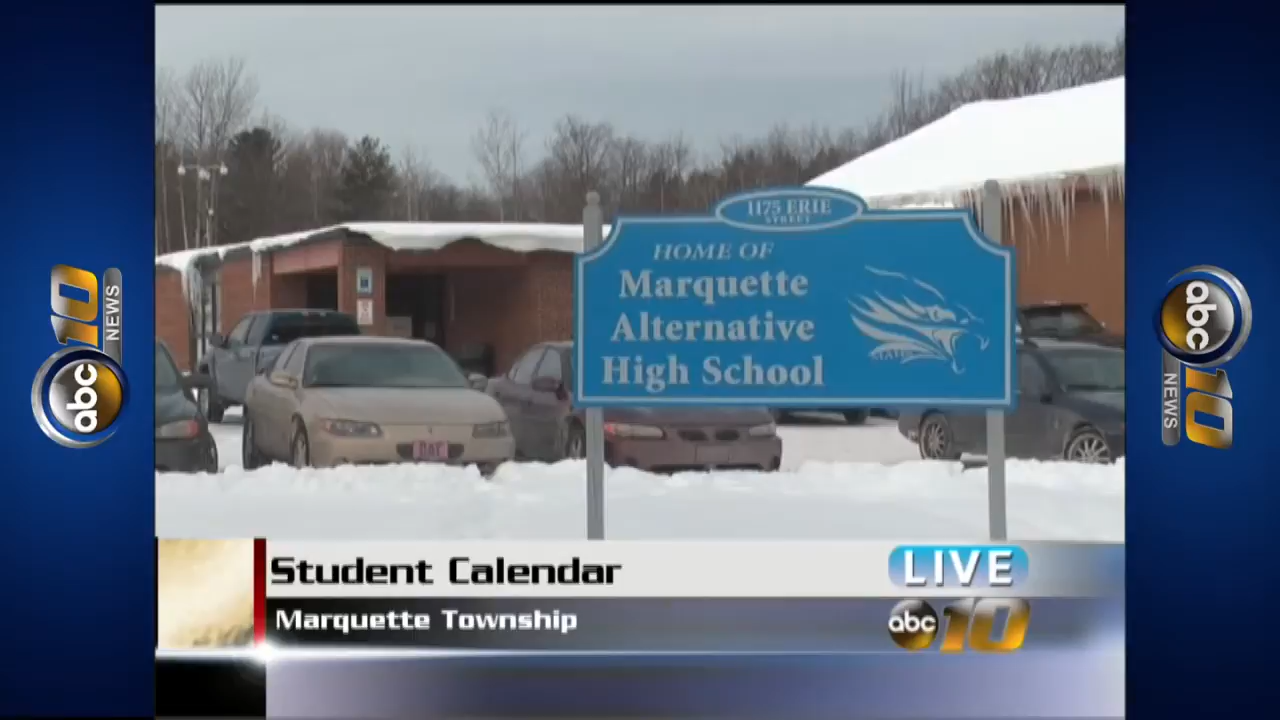 1175 ERIE
STREET
HOME OF
Marquette
Alternative
High School
Student Calendar
Marquette Township
LIVE
abc 10
abc 10 NEWS
abc 10 NEWS